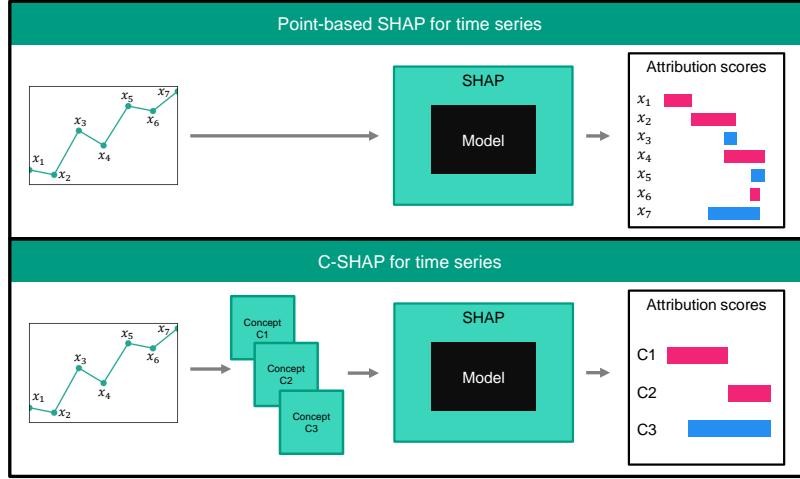 Point-based SHAP for time series
x1
x2
x3
x4
x5
x6
x7
SHAP
Model
Attribution scores
x1
x2
x3
x4
x5
x6
x7
C-SHAP for time series
x1
x2
x3
x4
x5
x6
x7
Concept
C1
Concept
C2
Concept
C3
SHAP
Model
Attribution scores
C1
C2
C3